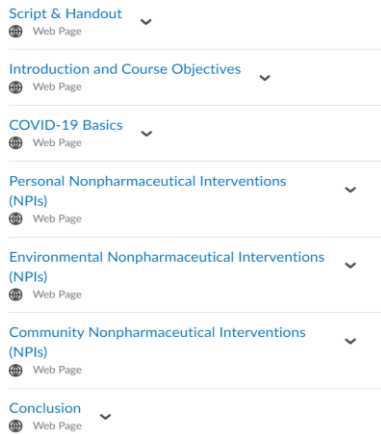 Script & Handout
Web Page
Introduction and Course Objectives
Web Page
COVID-19 Basics
Web Page
Personal Nonpharmaceutical Interventions
(NPIs)
Web Page
Environmental Nonpharmaceutical Interventions
(NPIs)
Web Page
Community Nonpharmaceutical Interventions
(NPIs)
Web Page
Conclusion
Web Page